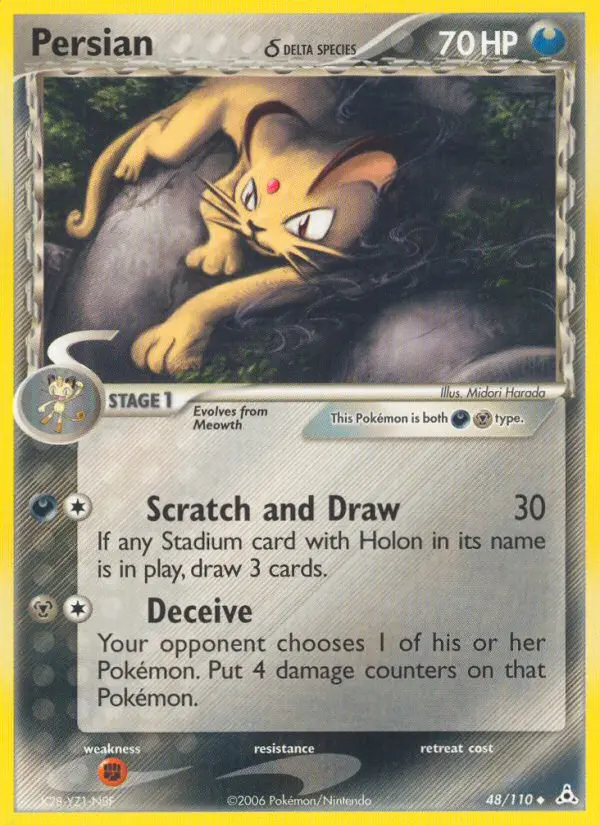 Persian δ DELTA SPECIES 70 HP
Illus. Midori Harada
STAGE 1
Evolves from
Meowth
This Pokémon is both type.
Scratch and Draw 30
If any Stadium card with Holon in its name
is in play, draw 3 cards.
Deceive
Your opponent chooses 1 of his or her
Pokémon. Put 4 damage counters on that
Pokémon.
weakness resistance retreat cost
©2006 Pokémon/Nintendo
48/110